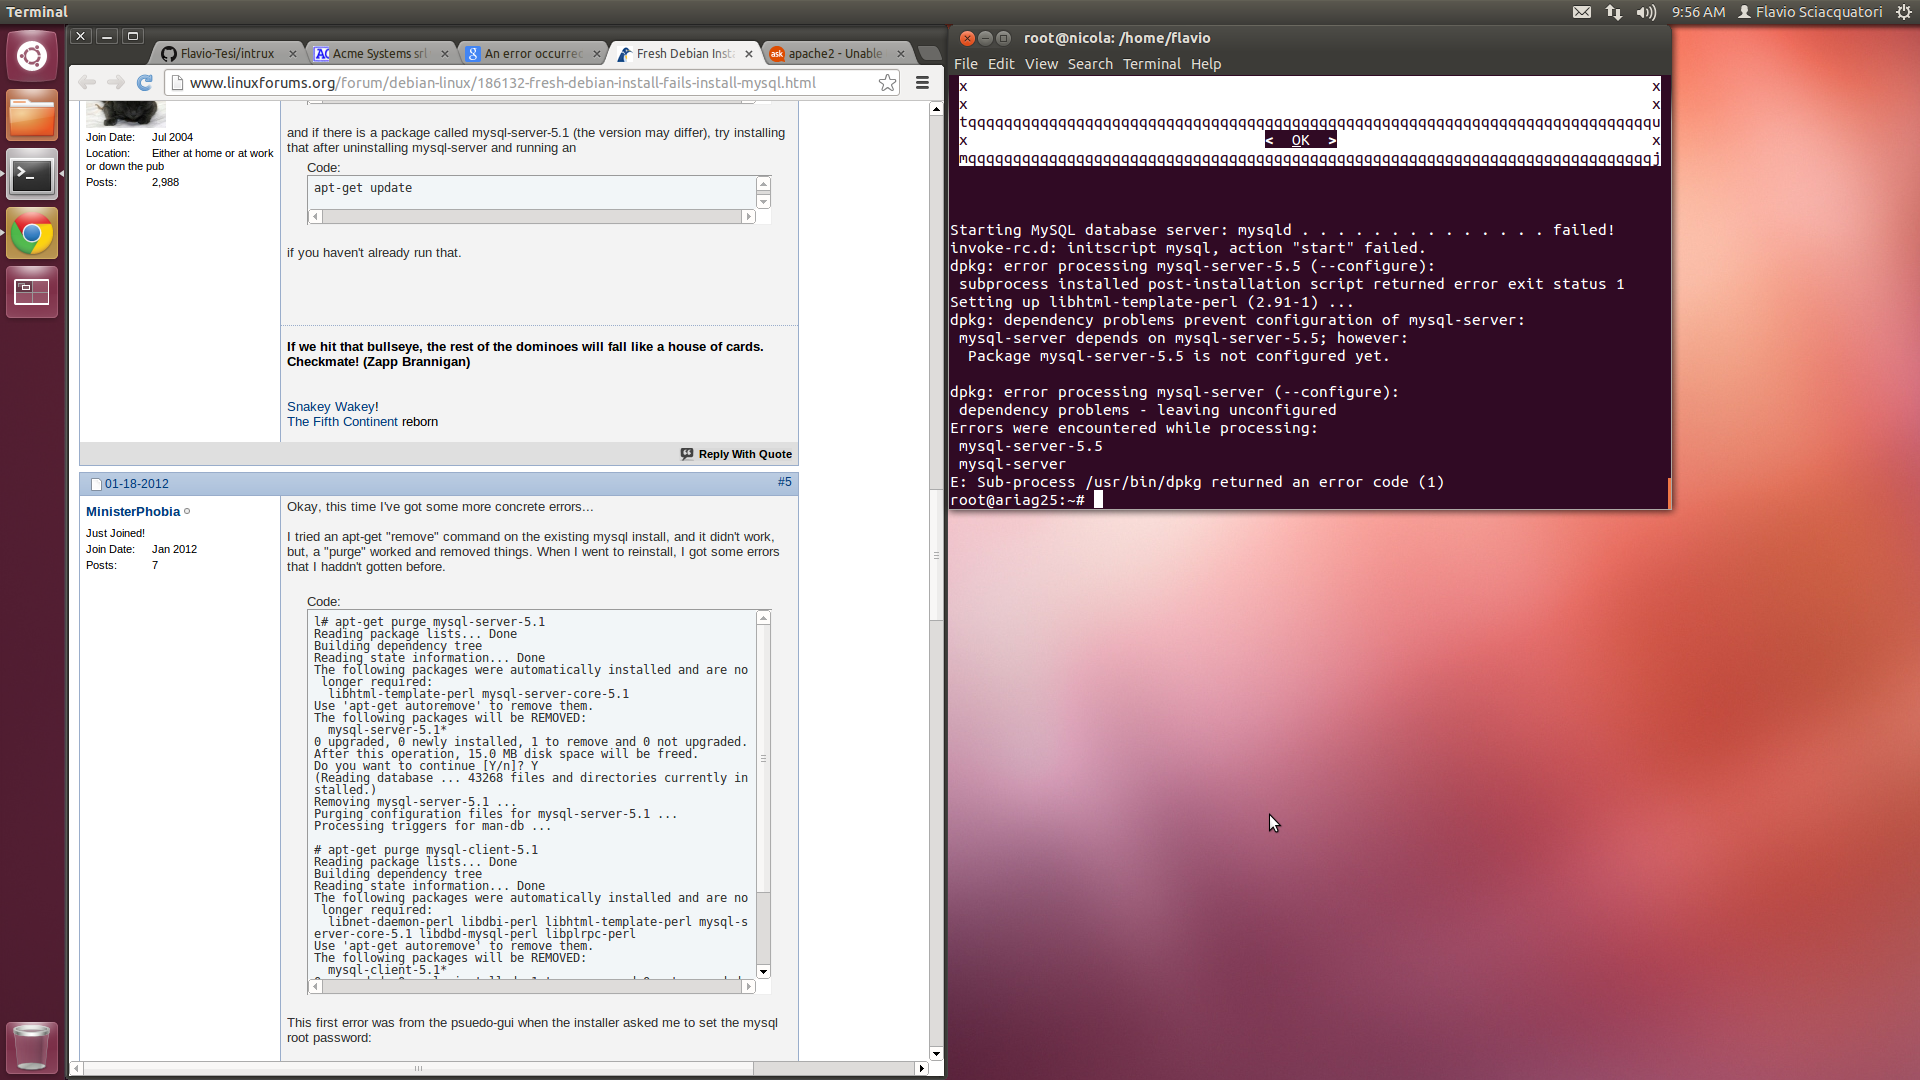 Terminal
9:56 AM
Flavio Sciacquatori
Flavio-Tesi/intrux
Acme Systems srl
An error occurre
Fresh Debian Inst
apache2 - Unable
www.linuxforums.org/forum/debian-linux/186132-fresh-debian-install-fails-install-mysql.html
Join Date: Jul 2004
Location: Either at home or at work
or down the pub
Posts: 2,988
and if there is a package called mysql-server-5.1 (the version may differ), try installing
that after uninstalling mysql-server and running an
Code:
apt-get update
if you haven't already run that.
If we hit that bullseye, the rest of the dominoes will fall like a house of cards.
Checkmate! (Zapp Brannigan)
Snakey Wakey!
The Fifth Continent reborn
Reply With Quote
01-18-2012
#5
MinisterPhobia
Just Joined!
Join Date: Jan 2012
Posts: 7
Okay, this time I've got some more concrete errors...
I tried an apt-get "remove" command on the existing mysql install, and it didn't work,
but, a "purge" worked and removed things. When I went to reinstall, I got some errors
that I haddn't gotten before.
Code:
l# apt-get purge mysql-server-5.1
Reading package lists... Done
Building dependency tree
Reading state information... Done
The following packages were automatically installed and are no
longer required:
libhtml-template-perl mysql-server-core-5.1
Use 'apt-get autoremove' to remove them.
The following packages will be REMOVED:
mysql-server-5.1*
0 upgraded, 0 newly installed, 1 to remove and 0 not upgraded.
After this operation, 15.0 MB disk space will be freed.
Do you want to continue [Y/n]? Y
(Reading database ... 43268 files and directories currently in
stalled.)
Removing mysql-server-5.1 ...
Purging configuration files for mysql-server-5.1 ...
Processing triggers for man-db ...
# apt-get purge mysql-client-5.1
Reading package lists... Done
Building dependency tree
Reading state information... Done
The following packages were automatically installed and are no
longer required:
libnet-daemon-perl libdbi-perl libhtml-template-perl mysql-s
erver-core-5.1 libdbd-mysql-perl libplrpc-perl
Use 'apt-get autoremove' to remove them.
The following packages will be REMOVED:
mysql-client-5.1*
This first error was from the psuedo-gui when the installer asked me to set the mysql
root password:
root@nicola: /home/flavio
File Edit View Search Terminal Help
x x
x x
tqqqqqqqqqqqqqqqqqqqqqqqqqqqqqqqqqqqqqqqqqqqqqqqqqqqqqqqqqqqqqqqqqqqqqqqqqqqqu
x < OK > x
mqqqqqqqqqqqqqqqqqqqqqqqqqqqqqqqqqqqqqqqqqqqqqqqqqqqqqqqqqqqqqqqqqqqqqqqqqqqqj
Starting MySQL database server: mysqld . . . . . . . . . . . . . . failed!
invoke-rc.d: initscript mysql, action "start" failed.
dpkg: error processing mysql-server-5.5 (--configure):
subprocess installed post-installation script returned error exit status 1
Setting up libhtml-template-perl (2.91-1) ...
dpkg: dependency problems prevent configuration of mysql-server:
mysql-server depends on mysql-server-5.5; however:
Package mysql-server-5.5 is not configured yet.
dpkg: error processing mysql-server (--configure):
dependency problems - leaving unconfigured
Errors were encountered while processing:
mysql-server-5.5
mysql-server
E: Sub-process /usr/bin/dpkg returned an error code (1)
root@ariag25:~#